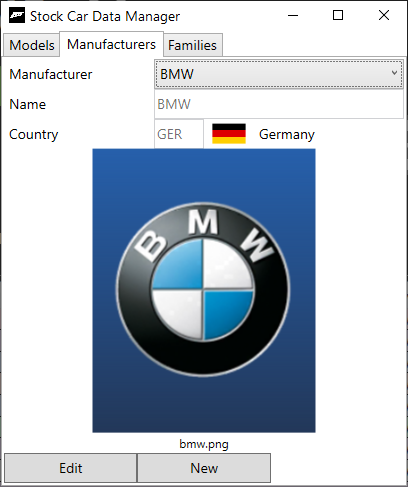 Stock Car Data Manager
Models Manufacturers Families
Manufacturer BMW
Name BMW
Country GER Germany
BMW
bmw.png
Edit New